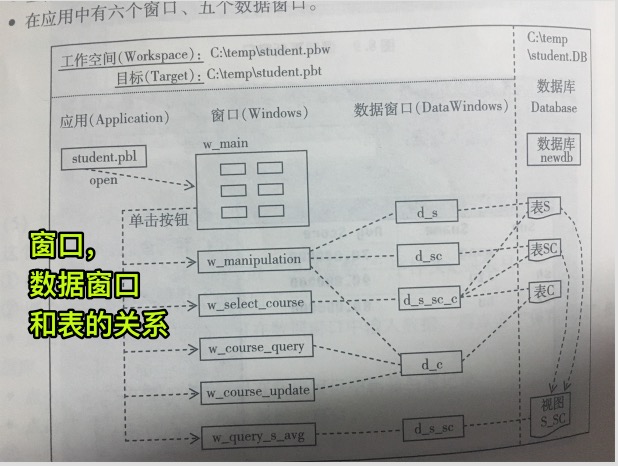 • 在应用中有六个窗口、五个数据窗口。
工作空间(Workspace): C:\temp\student.pbw
目标(Target): C:\temp\student.pbt
C:\temp
\student.DB
应用(Application)
窗口(Windows)
数据窗口(DataWindows)
数据库
Database
student.pbl
open
w_main
数据库
newdb
单击按钮
窗口，
数据窗口
和表的关系
w_manipulation
w_select_course
w_course_query
w_course_update
w_query_s_avg
d_s
d_sc
d_s_sc_c
d_c
d_s_sc
表S
表SC
表C
视图
S_SC